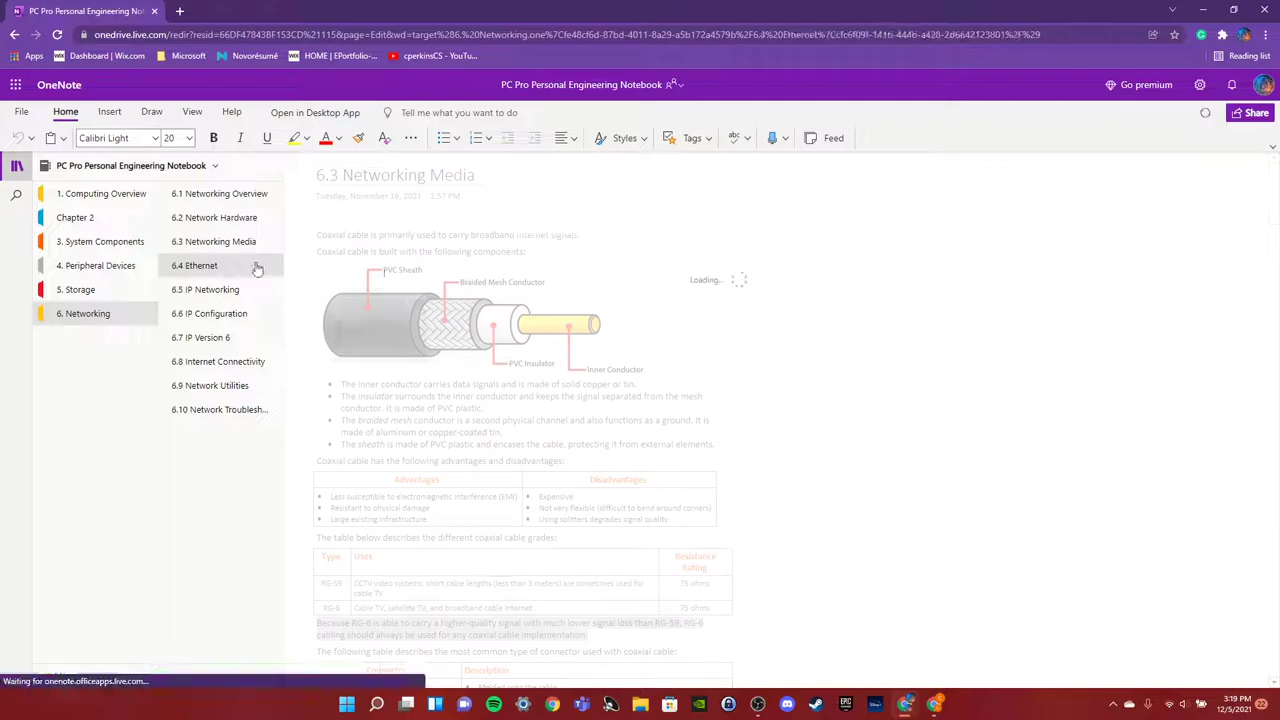 PC Pro Personal Engineering Not
Apps
Wix Dashboard | Wix.com
NovoresumÉ
HOME | EPortfolio-...
cperkinsCS - YouTu...
Reading list
OneNote
PC Pro Personal Engineering Notebook
File
Home
Insert
Draw
View
Help
Open in Desktop App
Tell me what you want to do
Share
Calibri Light
20
B
I
U
A
Styles
Tags
Feed
PC Pro Personal Engineering Notebook
1. Computing Overview
Chapter 2
3. System Components
4. Peripheral Devices
5. Storage
6. Networking
6.1 Networking Overview
6.2 Network Hardware
6.3 Networking Media
6.4 Ethernet
6.5 IP Networking
6.6 IP Configuration
6.7 IP Version 6
6.8 Internet Connectivity
6.9 Network Utilities
6.10 Network Troublesh...
6.3 Networking Media
Tuesday, November 16, 2021 2:57 PM
Coaxial cable is primarily used to carry broadband internet signals.
Coaxial cable is built with the following components:
PVC Sheath
Braided Mesh Conductor
PVC Insulator
Inner Conductor
Loading...
• The inner conductor carries data signals and is made of solid copper or tin.
• The insulator surrounds the inner conductor and keeps the signal separated from the mesh
conductor. It is made of PVC plastic.
• The braided mesh conductor is a second physical channel and also functions as a ground. It is
made of aluminum or copper-coated tin.
• The sheath is made of PVC plastic and encases the cable, protecting it from external elements.
Coaxial cable has the following advantages and disadvantages:
Advantages
Disadvantages
• Less susceptible to electromagnetic interference (EMI)
• Resistant to physical damage
• Large existing infrastructure
• Expensive
• Not very flexible (difficult to bend around corners)
• Using splitters degrades signal quality
The table below describes the different coaxial cable grades:
Type
Uses
Resistance
Rating
RG-59
CCTV video systems; short cable lengths (less than 3 meters) are sometimes used for
cable TV
75 ohms
RG-6
Cable TV, satellite TV, and broadband cable internet
75 ohms
Because RG-6 is able to carry a higher-quality signal with much lower signal loss than RG-59, RG-6
cabling should always be used for any coaxial cable implementation.
The following table describes the most common type of connector used with coaxial cable:
Connector
Description
• Molded onto the cable
Waiting for onenote.officeapps.live.com...
3:39 PM
12/5/2021
22